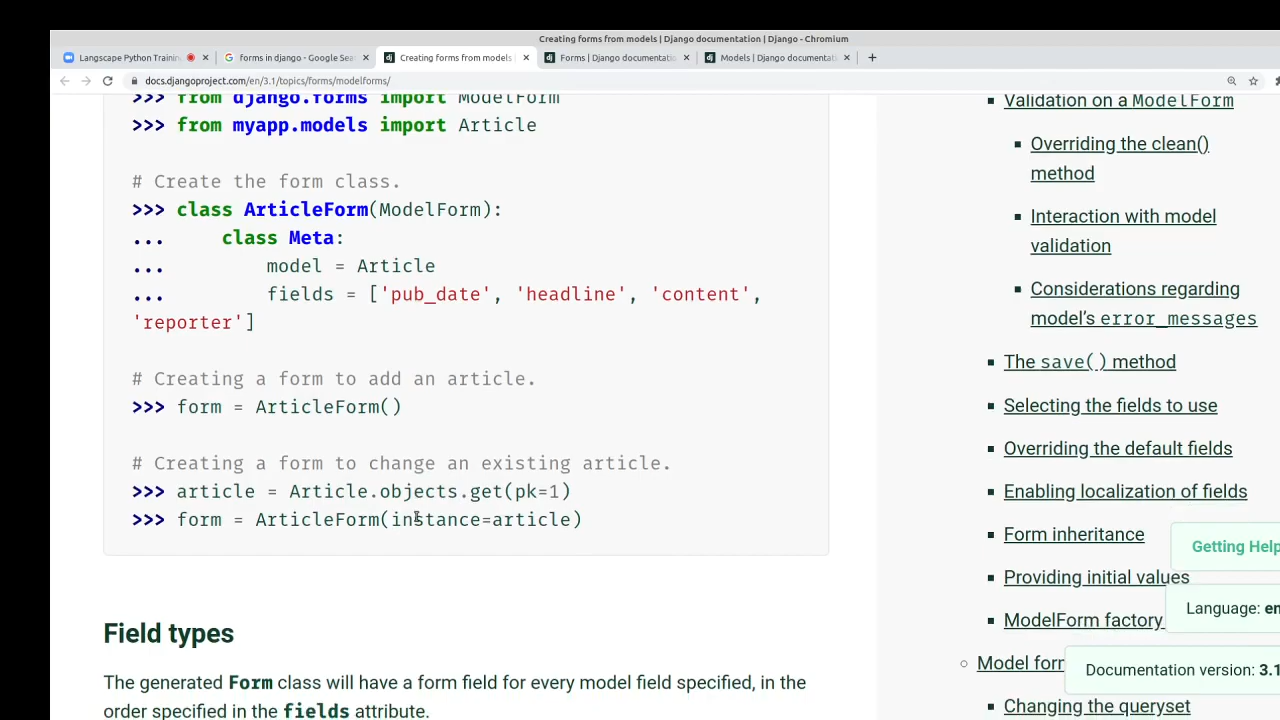 Creating forms from models | Django documentation | Django - Chromium
Langscape Python Training
forms in django - Google Sea
Creating forms from models
Forms | Django documentatio
Models | Django documentati
docs.djangoproject.com/en/3.1/topics/forms/modelforms/
>>> from django.forms import ModelForm
>>> from myapp.models import Article
# Create the form class.
>>> class ArticleForm(ModelForm):
... class Meta:
... model = Article
... fields = ['pub_date', 'headline', 'content',
'reporter']
# Creating a form to add an article.
>>> form = ArticleForm()
# Creating a form to change an existing article.
>>> article = Article.objects.get(pk=1)
>>> form = ArticleForm(instance=article)
Field types
The generated Form class will have a form field for every model field specified, in the
order specified in the fields attribute.
Validation on a ModelForm
Overriding the clean()
method
Interaction with model
validation
Considerations regarding
model’s error_messages
The save() method
Selecting the fields to use
Overriding the default fields
Enabling localization of fields
Form inheritance
Getting Help
Providing initial values
Language: en
ModelForm factory
Model form
Documentation version: 3.1
Changing the queryset